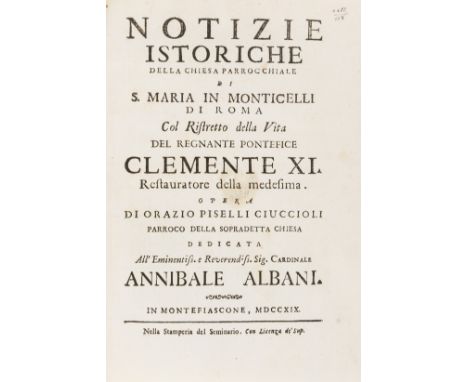 NOTIZIE
ISTORICHE
DELLA CHIESA PARROCCHIALE
DI
S. MARIA IN MONTICELLI
DI ROMA
Col Ristretto della Vita
DEL REGNANTE PONTEFICE
CLEMENTE XI.
Restauratore della medesima.
OPERA
DI ORAZIO PISELLI CIUCCIOLI
PARROCO DELLA SOPRADETTA CHIESA
DEDICATA
All'Eminentiss. e Reverendiss. Sig. CARDINALE
ANNIBALE ALBANI.
IN MONTEFIASCONE, MDCCXIX.
Nella Stamperia del Seminario. Con Licenza de' Sup.